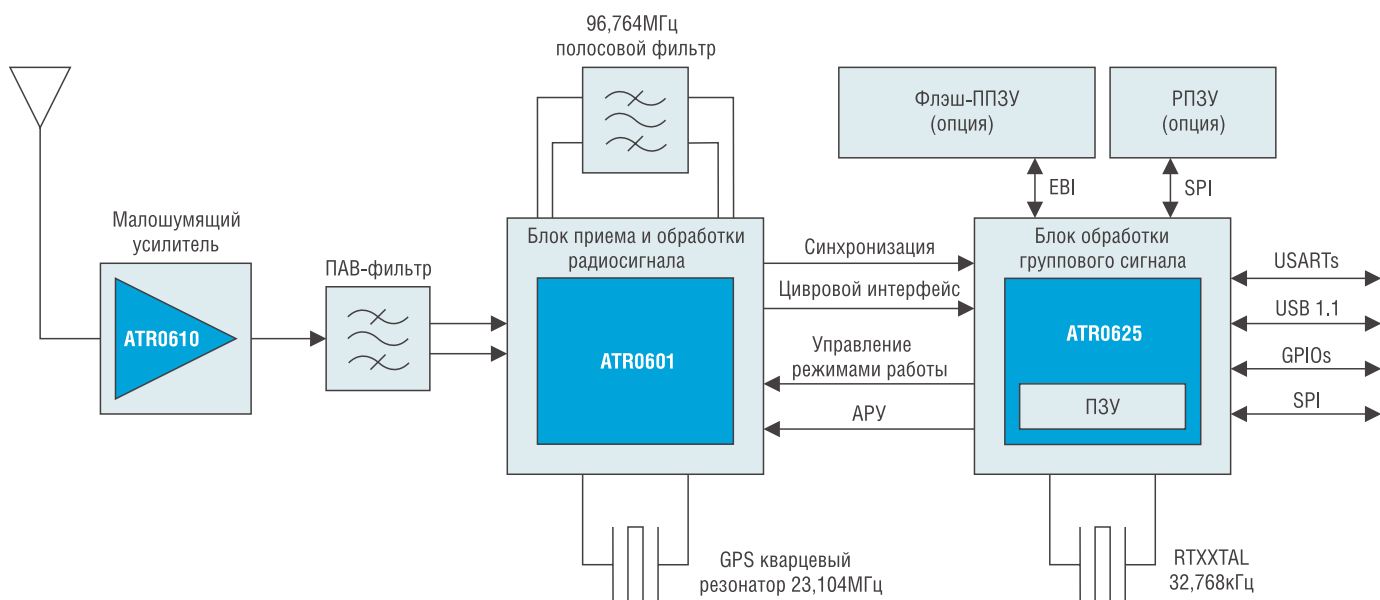 96,764МГц
полосовой фильтр
Флэш-ППЗУ
(опция)
РПЗУ
(опция)
EBI
SPI
Малошумящий
усилитель
ATR0610
ПАВ-фильтр
Блок приема и обработки
радиосигнала
ATR0601
Синхронизация
Цивровой интерфейс
Управление
режимами работы
АРУ
Блок обработки
группового сигнала
ATR0625
ПЗУ
USARTs
USB 1.1
GPIOs
SPI
GPS кварцевый
резонатор 23,104МГц
RTXXTAL
32,768кГц